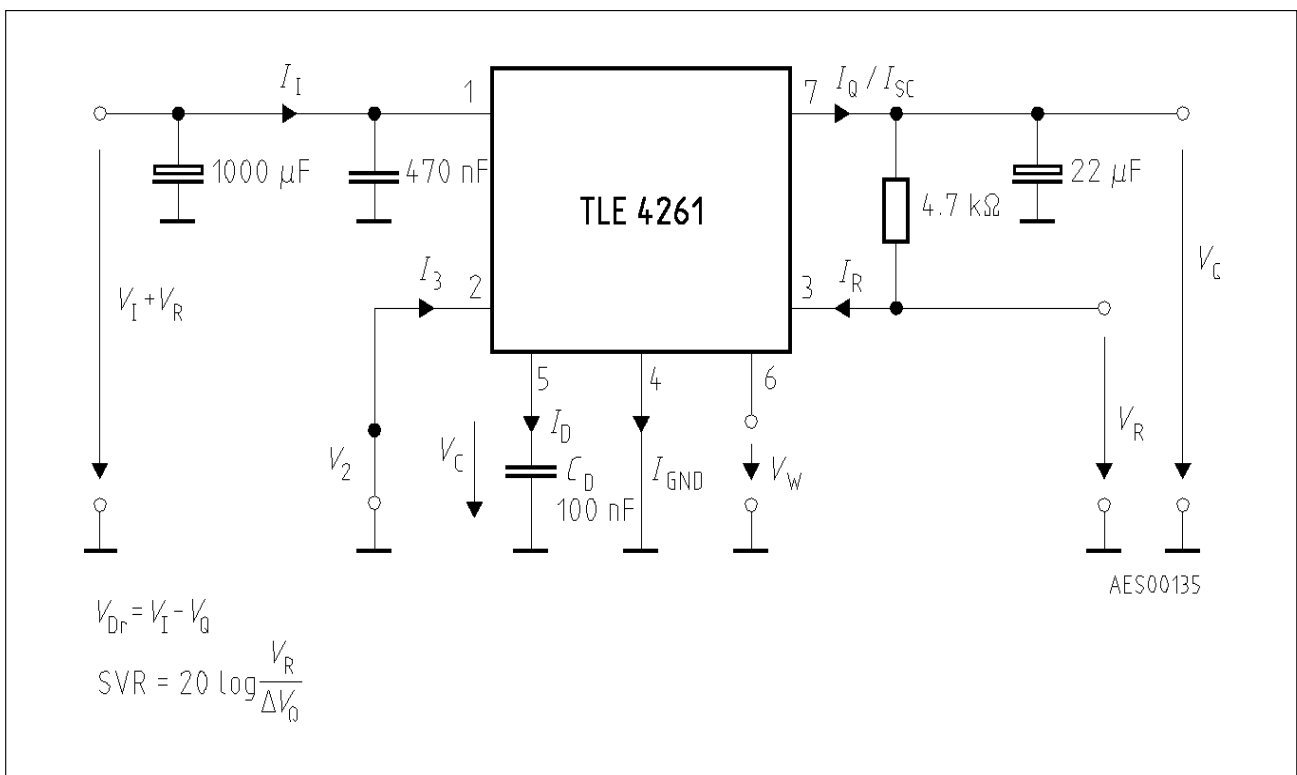 I_I
1
7
I_Q / I_SC
1000 µF
470 nF
TLE 4261
4.7 kΩ
22 µF
I_3
2
3
I_R
V_I + V_R
V_G
5
4
6
I_D
V_2
V_C
C_D
100 nF
I_GND
V_W
V_R
AES00135
V_Dr = V_I - V_Q
SVR = 20 log V_R / ΔV_Q